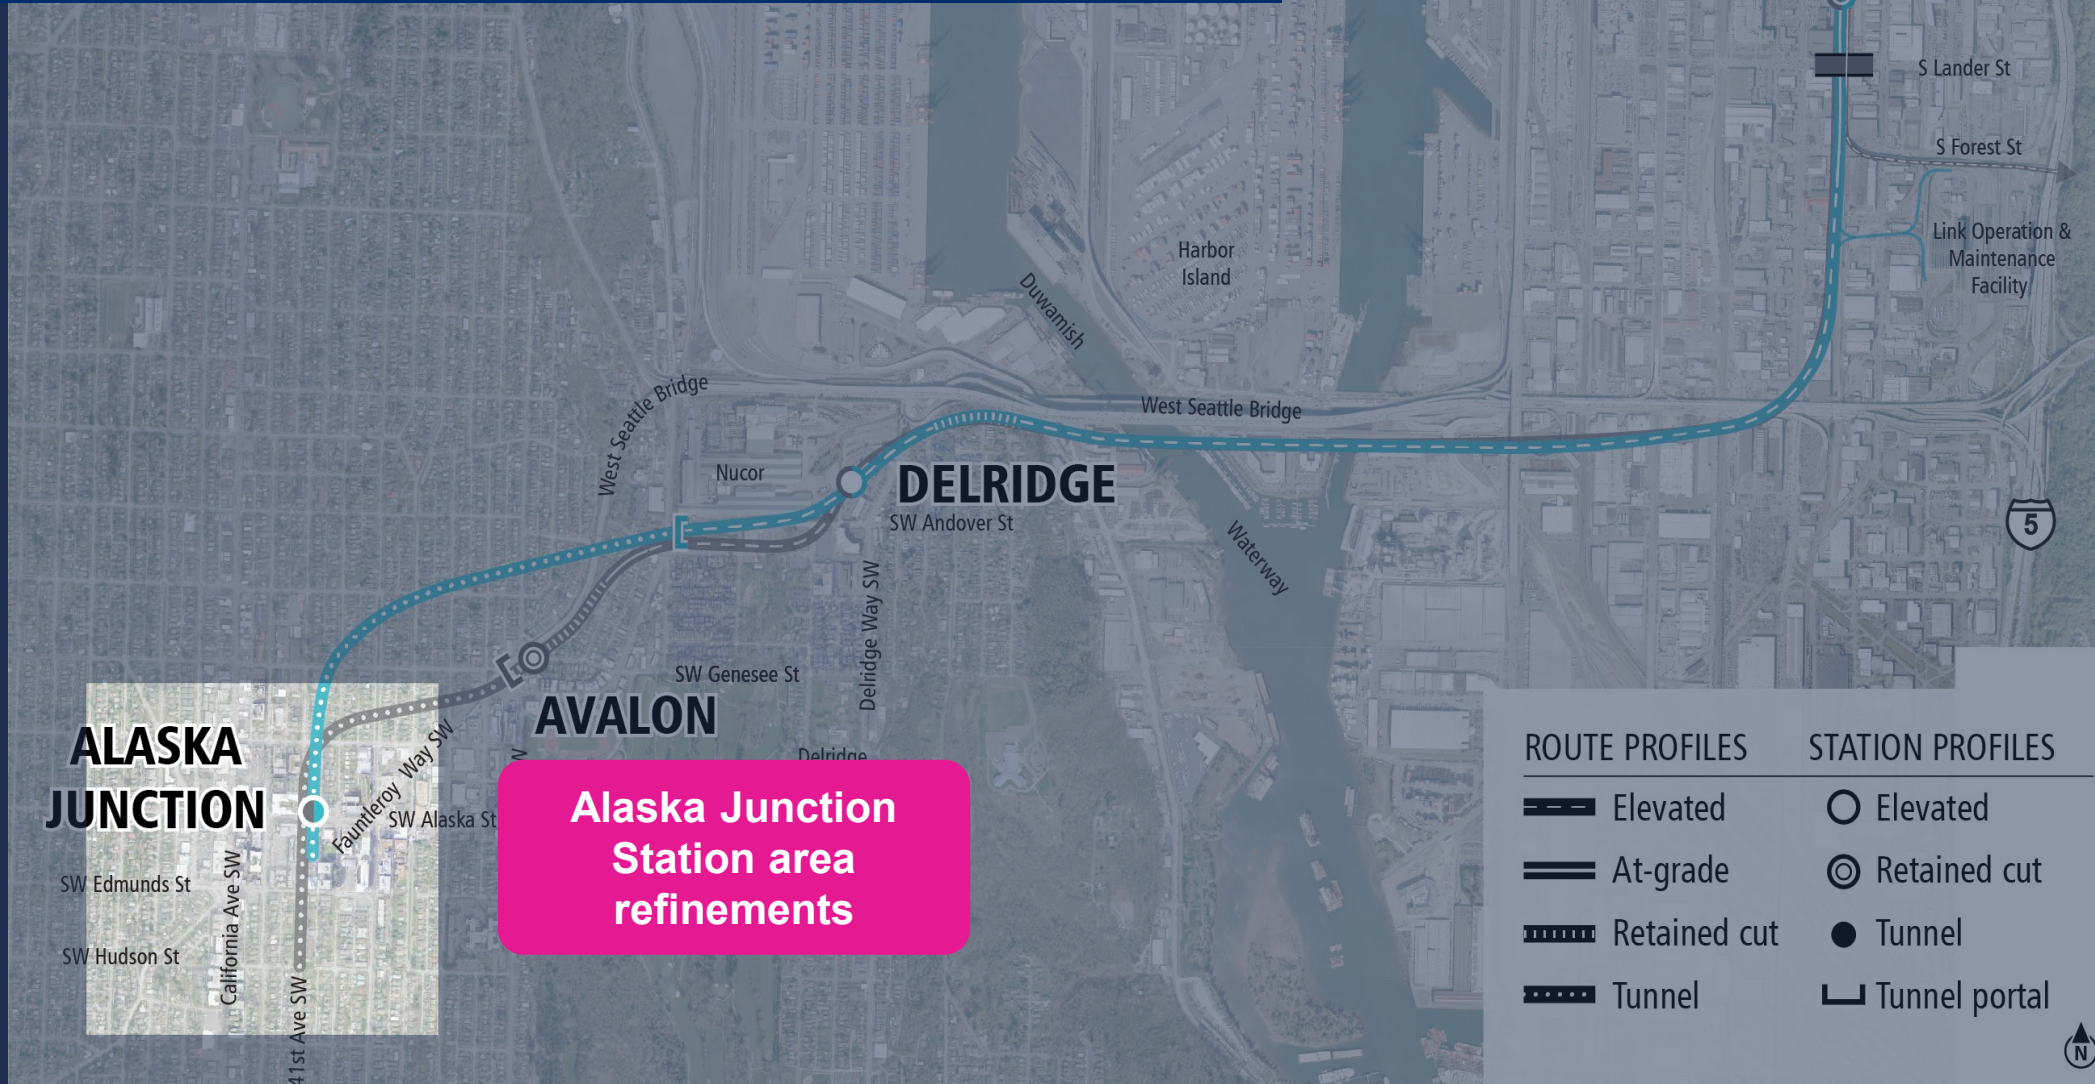 S Lander St
S Forest St
Link Operation &
Maintenance
Facility
Harbor
Island
Duwamish
West Seattle Bridge
West Seattle Bridge
Nucor
DELRIDGE
SW Andover St
5
Waterway
Delridge Way SW
SW Genesee St
AVALON
Delridge
W
ALASKA
JUNCTION
Fauntleroy Way SW
SW Alaska St
SW Edmunds St
California Ave SW
SW Hudson St
41st Ave SW
Alaska Junction
Station area
refinements
ROUTE PROFILES
Elevated
At-grade
Retained cut
Tunnel
STATION PROFILES
Elevated
Retained cut
Tunnel
Tunnel portal
N